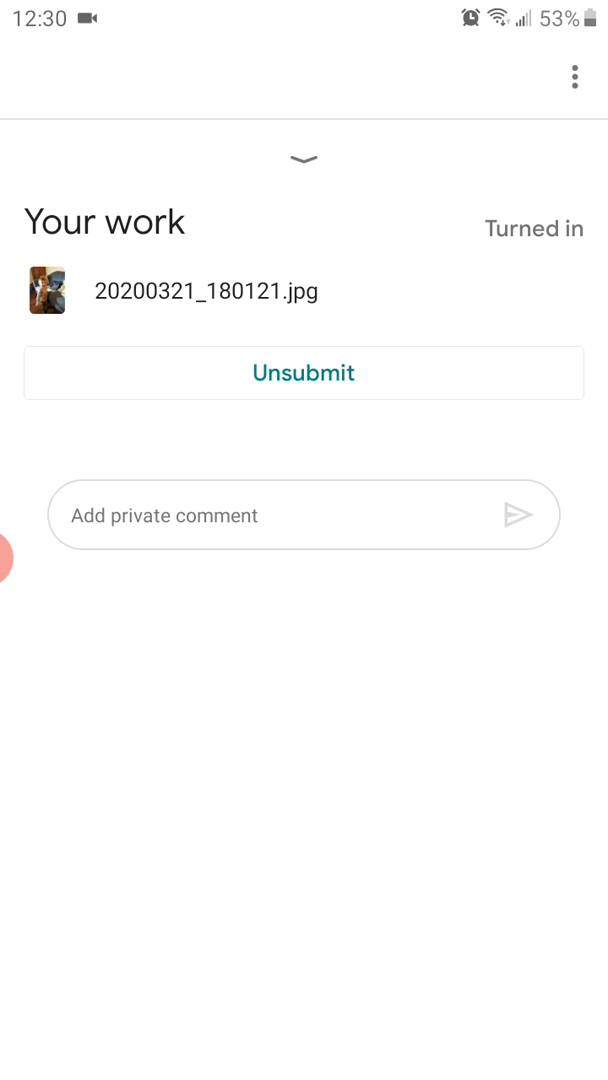 12:30 53%
Your work
Turned in
20200321_180121.jpg
Unsubmit
Add private comment